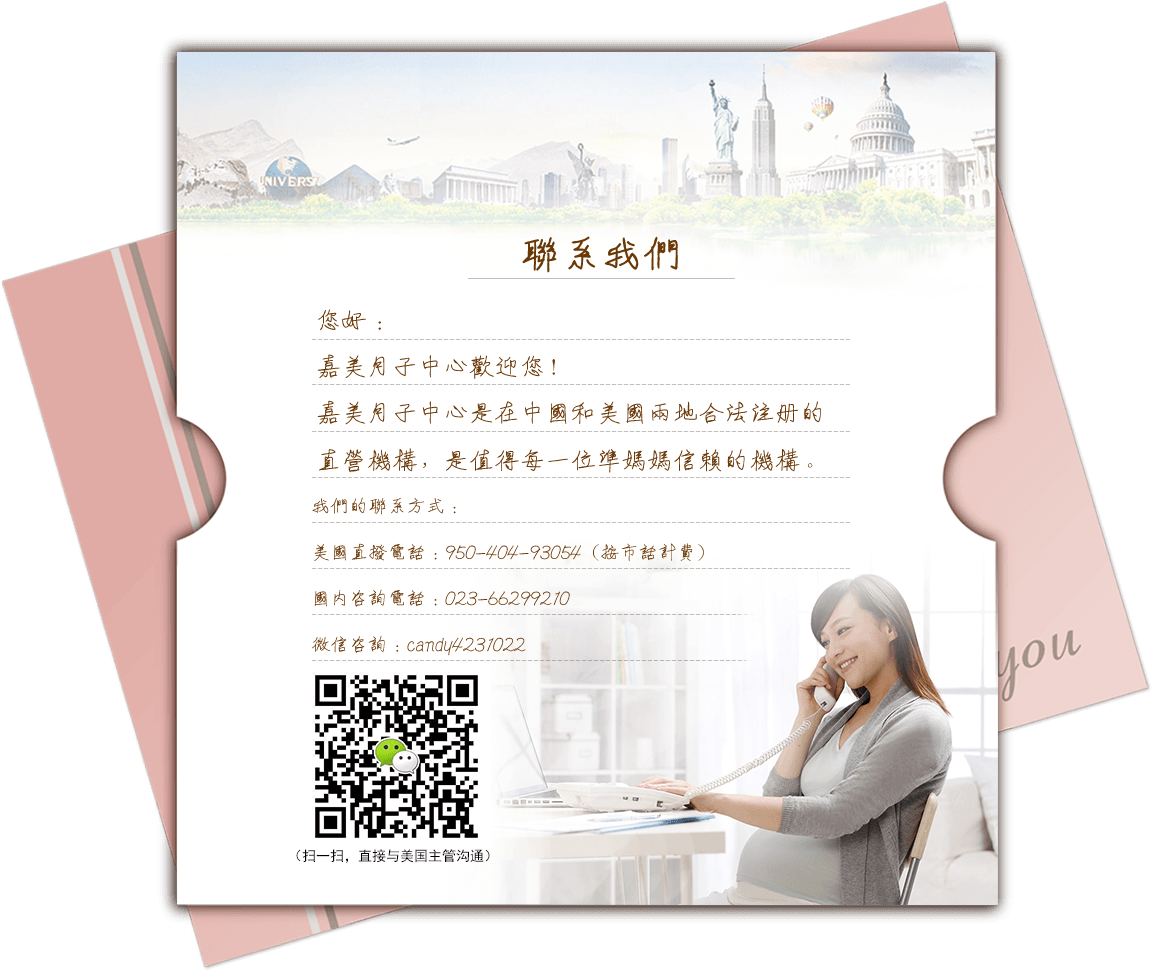 UNIVERS
聯系我們
您好：
嘉美月子中心歡迎您！
嘉美月子中心是在中國和美國兩地合法注册的
直營機構，是值得每一位準媽媽信賴的機構。
我們的聯系方式：
美國直撥電話：950-404-93054（按市話計費）
國内咨詢電話：023-66299210
微信咨詢：candy4231022
you
（扫一扫，直接与美国主管沟通）